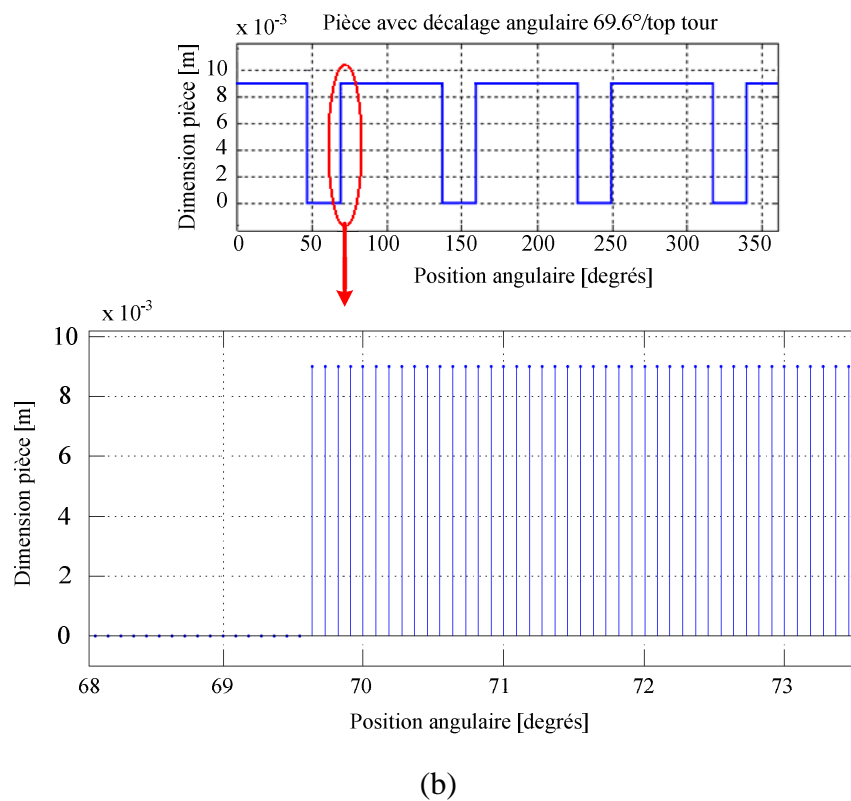 Pièce avec décalage angulaire 69.6°/top tour
x 10⁻³
Dimension pièce [m]
10
8
6
4
2
0
0 50 100 150 200 250 300 350
Position angulaire [degrés]
x 10⁻³
Dimension pièce [m]
10
8
6
4
2
0
68 69 70 71 72 73
Position angulaire [degrés]
(b)